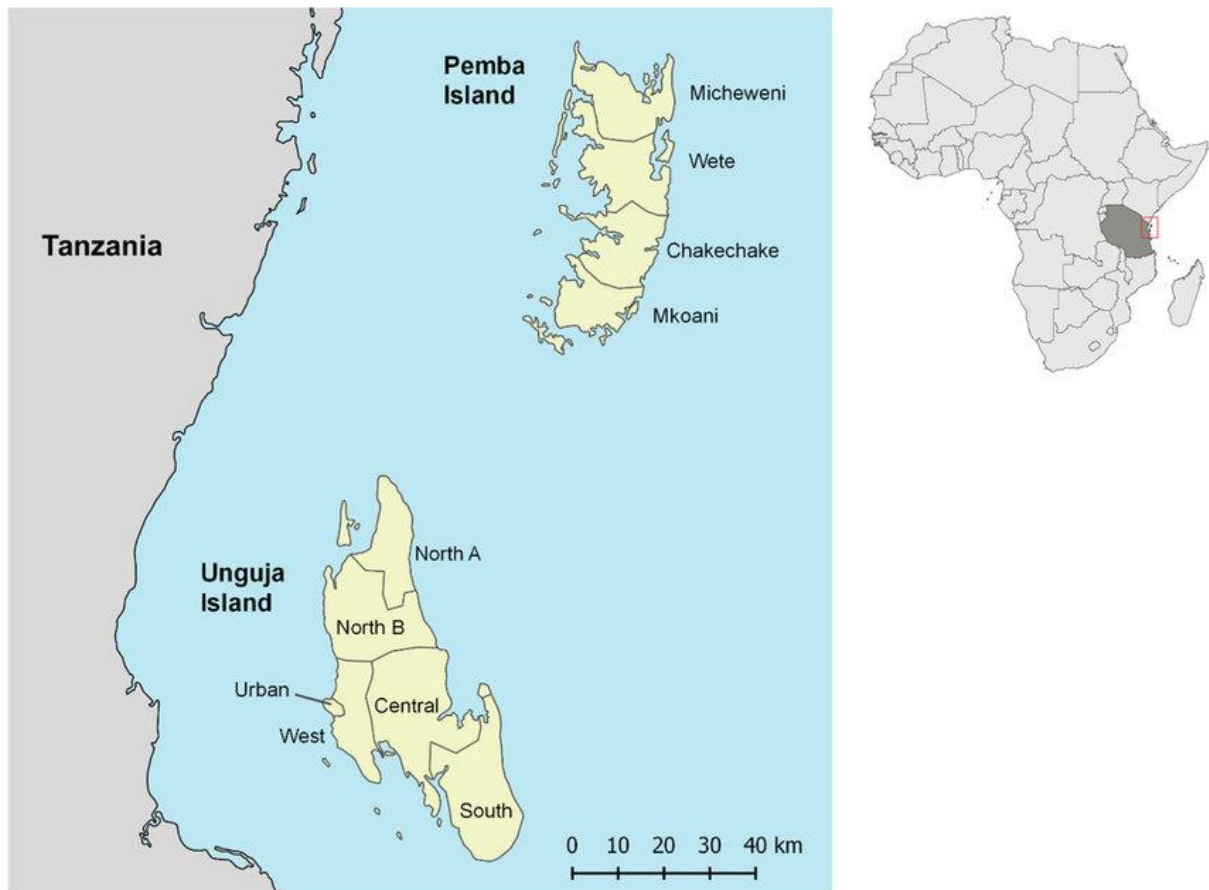 Pemba
Island
Micheweni
Wete
Tanzania
Chakechake
Mkoani
North A
Unguja
Island
North B
Urban
Central
West
South
0 10 20 30 40 km